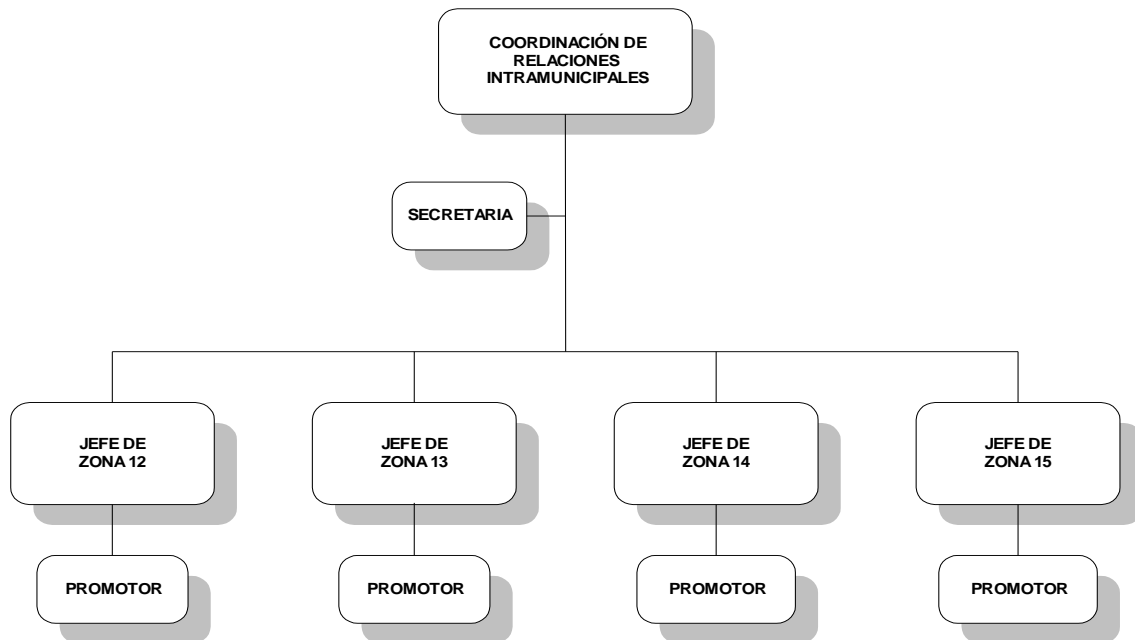 COORDINACIÓN DE
RELACIONES
INTRAMUNICIPALES
SECRETARIA
JEFE DE
ZONA 12
JEFE DE
ZONA 13
JEFE DE
ZONA 14
JEFE DE
ZONA 15
PROMOTOR
PROMOTOR
PROMOTOR
PROMOTOR